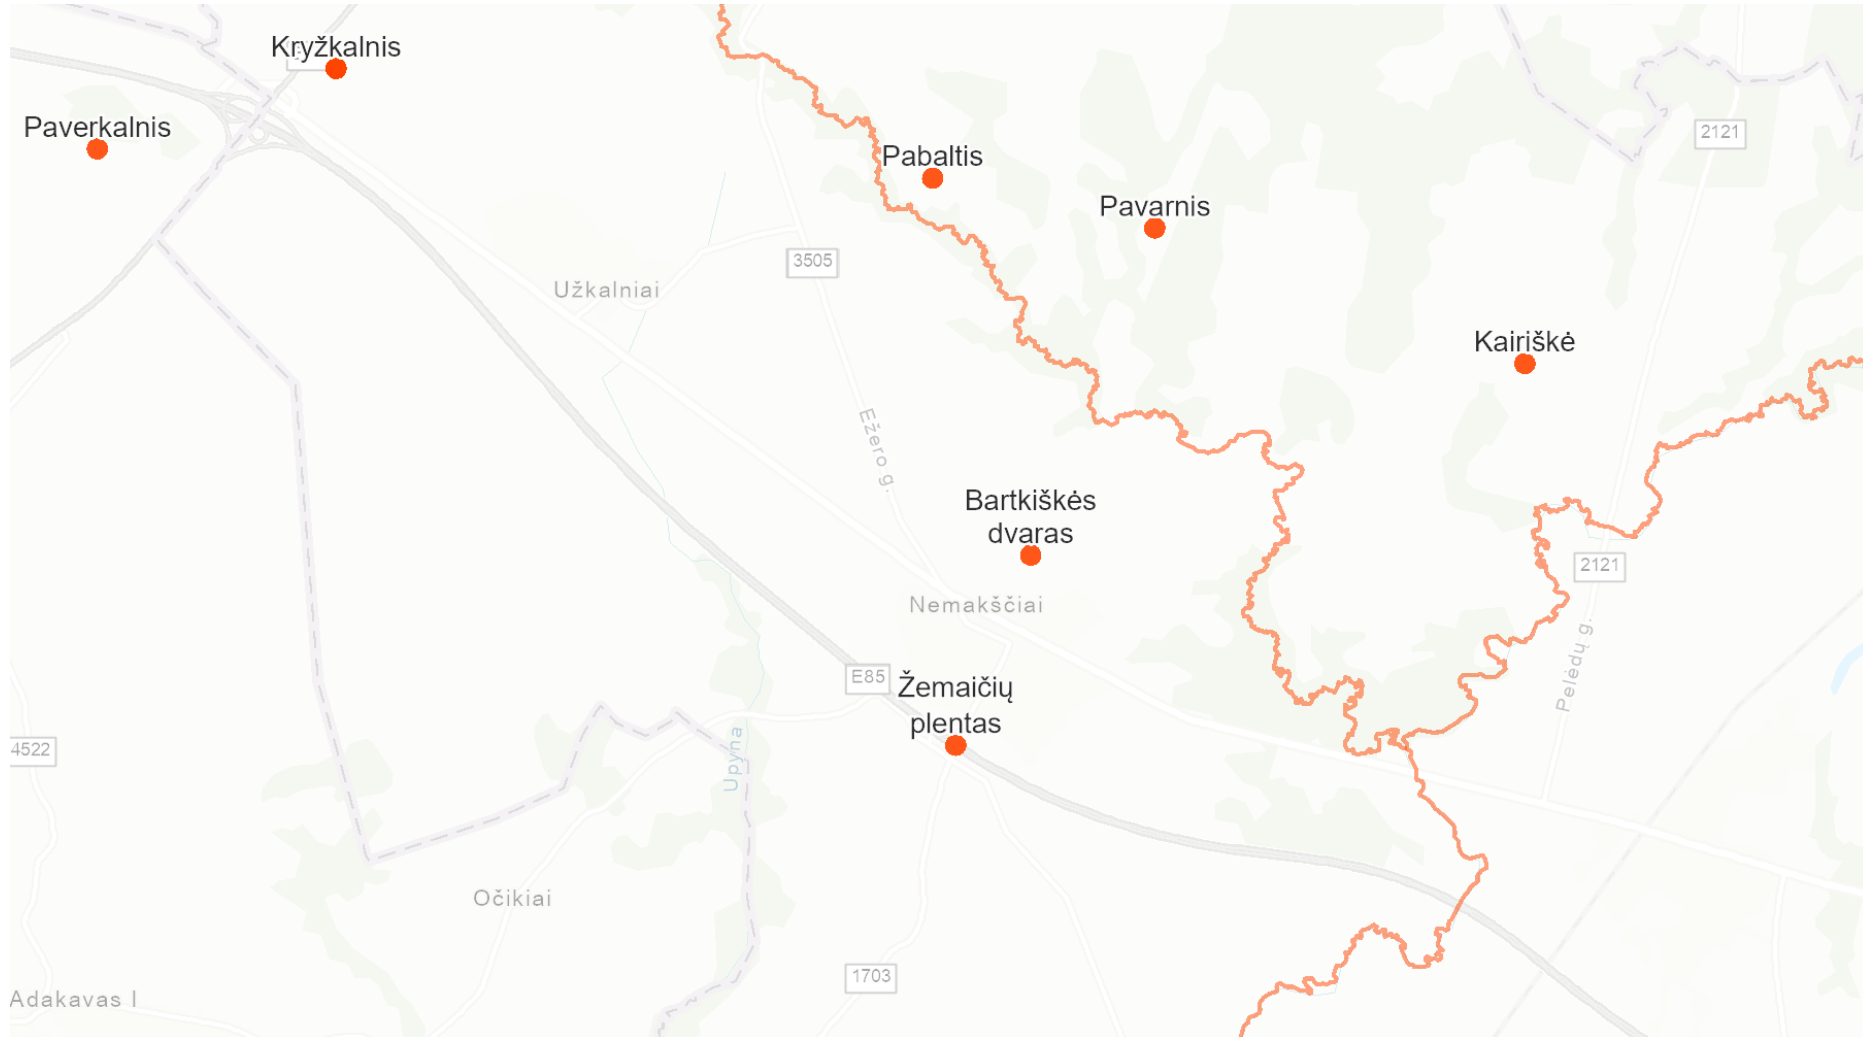 Kryžkalnis
Paverkalnis
2121
Pabaltis
Pavarnis
3505
Užkalniai
Kairiškė
Ežero g.
Bartkiškės
dvaras
2121
Nemakščiai
E85
Žemaičių
plentas
Pelėdų g.
4522
Upyna
Očikiai
1703
Adakavas I